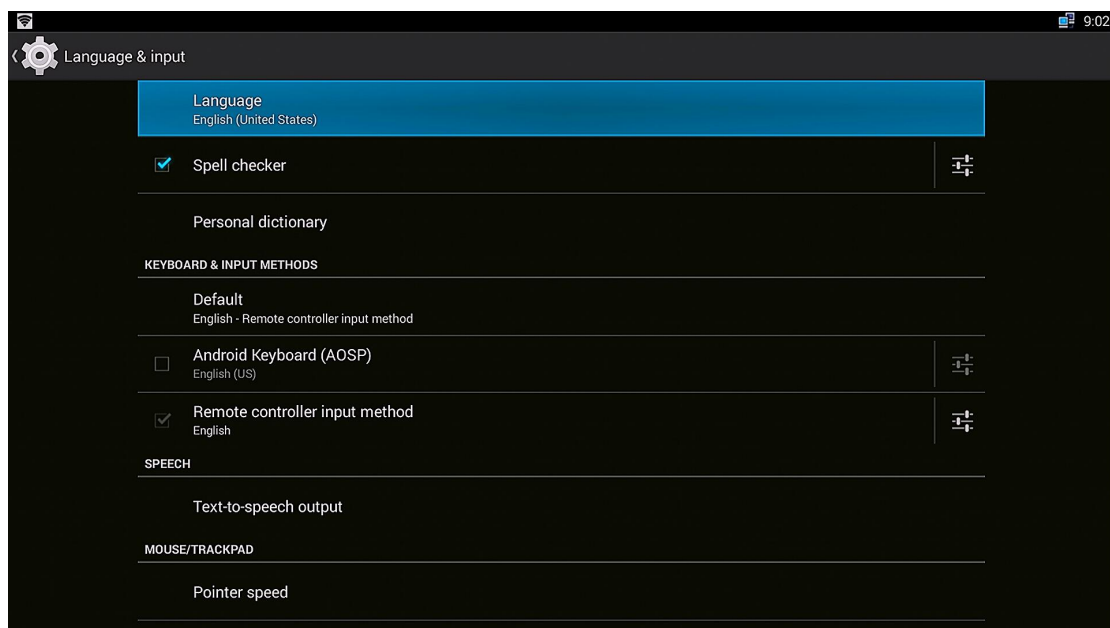 9:02
Language & input
Language
English (United States)
Spell checker
Personal dictionary
KEYBOARD & INPUT METHODS
Default
English - Remote controller input method
Android Keyboard (AOSP)
English (US)
Remote controller input method
English
SPEECH
Text-to-speech output
MOUSE/TRACKPAD
Pointer speed